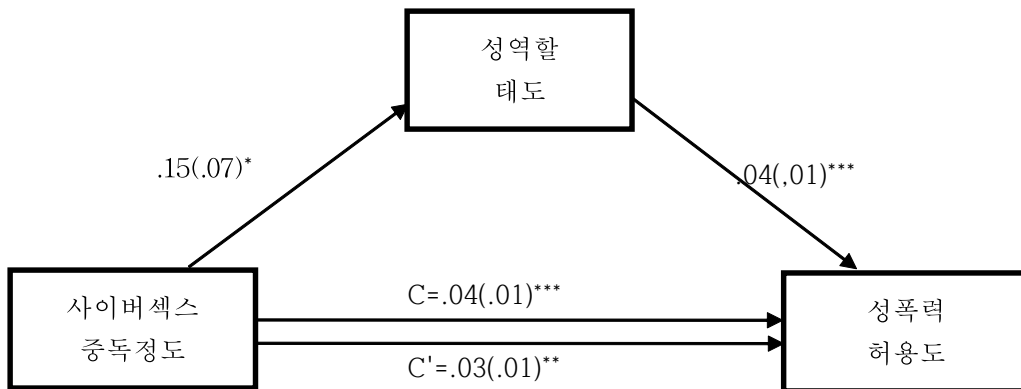 성역할
태도
.15(.07)*
.04(,01)***
사이버섹스
중독정도
C=.04(.01)***
C'=.03(.01)**
성폭력
허용도